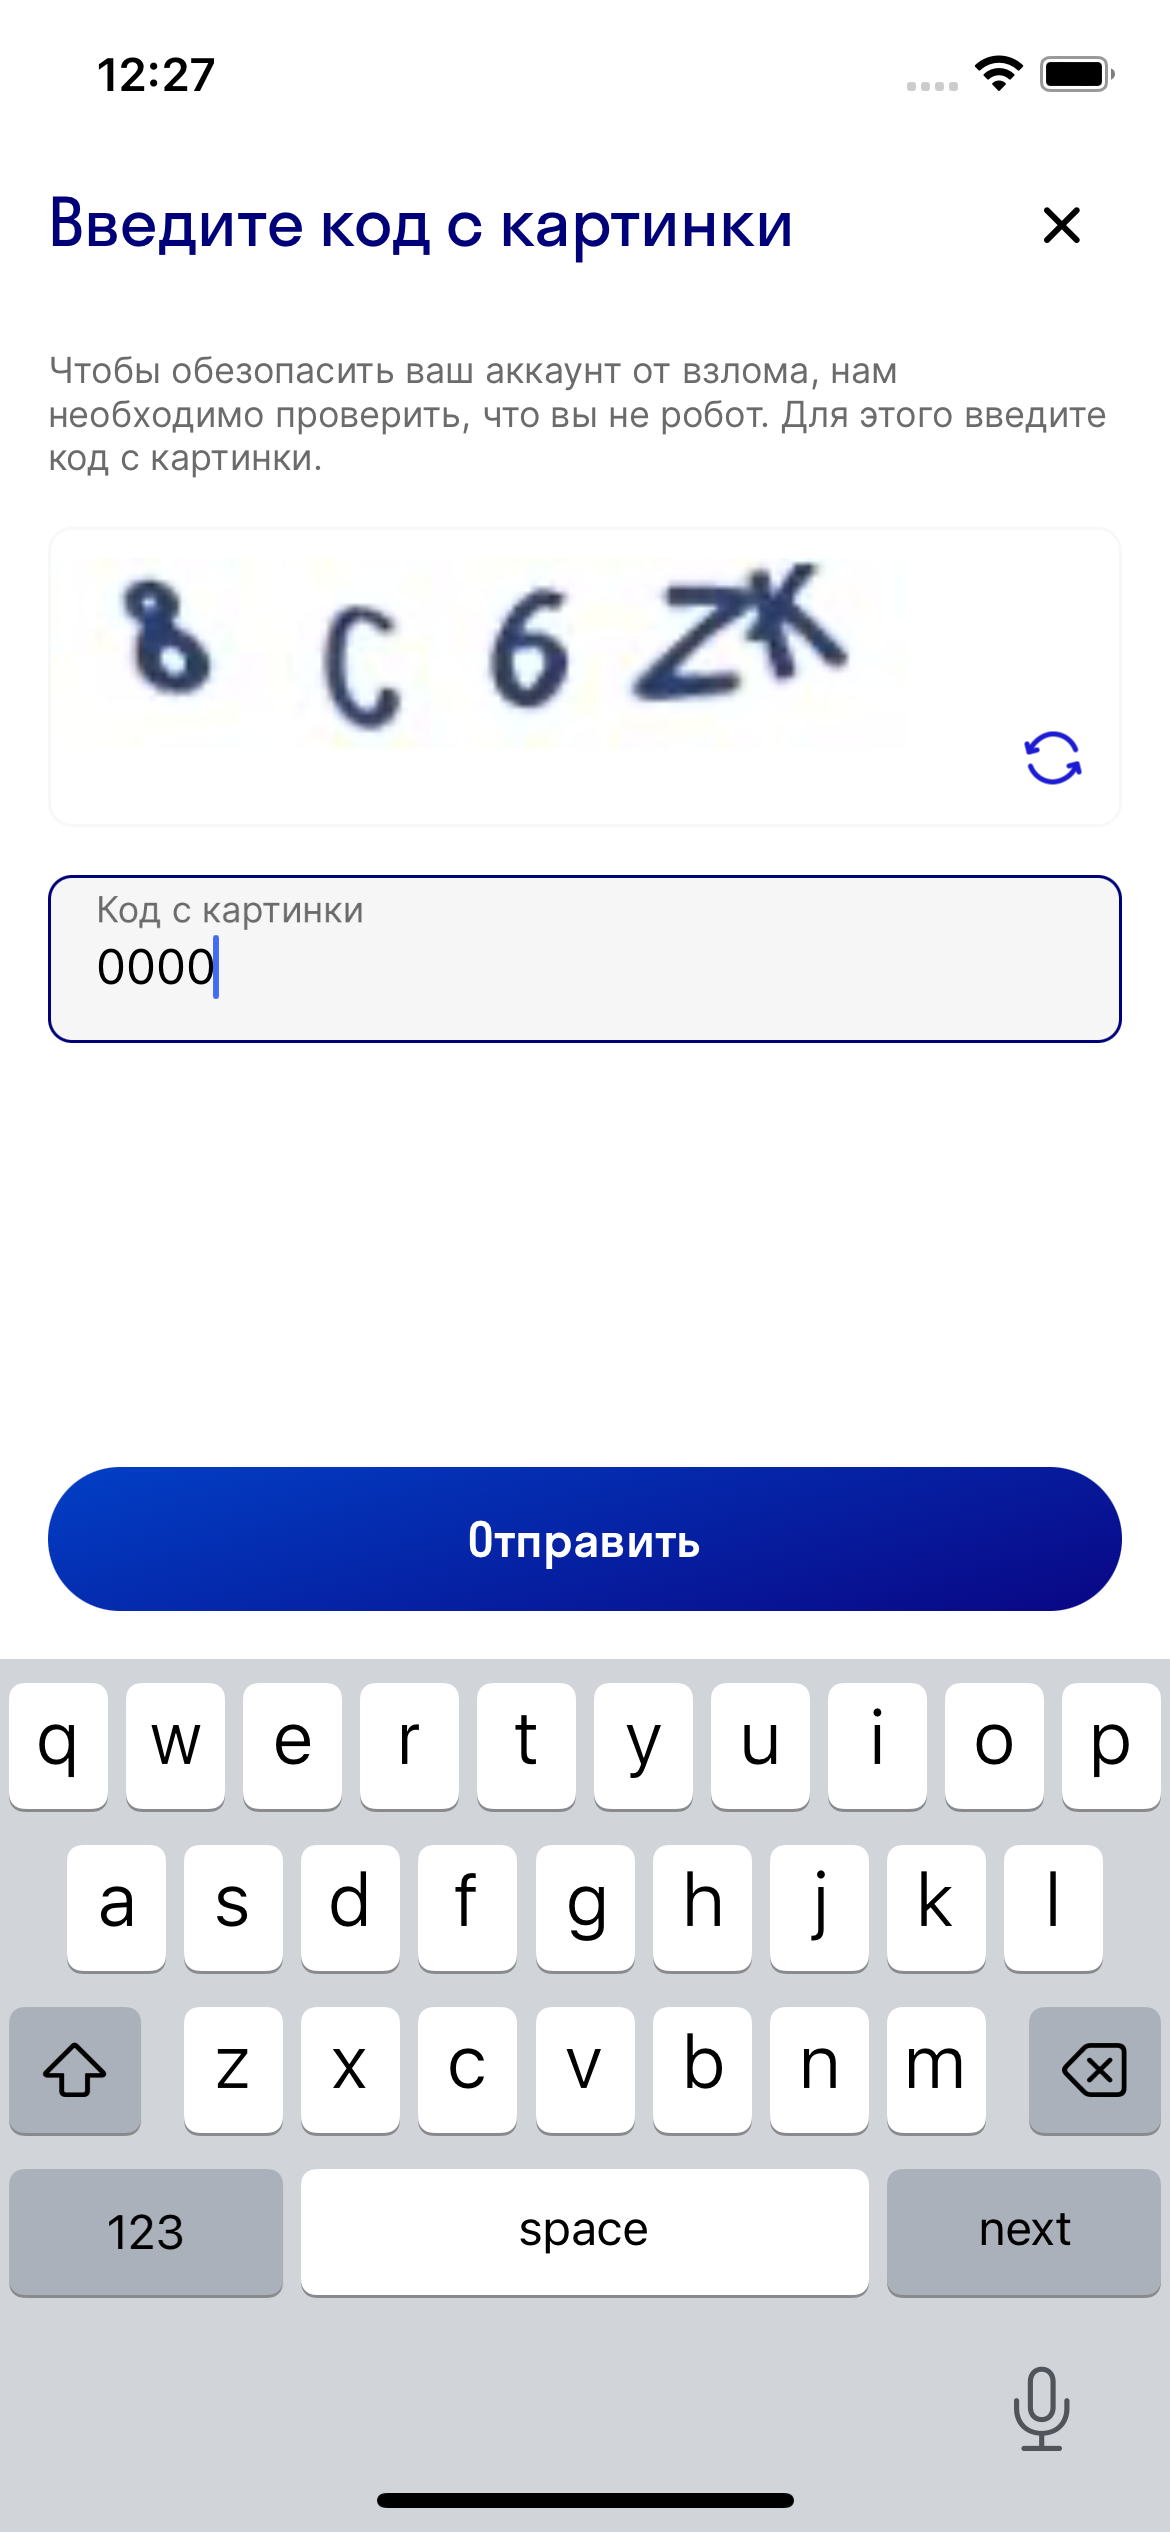 12:27
Введите код с картинки
Чтобы обезопасить ваш аккаунт от взлома, нам
необходимо проверить, что вы не робот. Для этого введите
код с картинки.
8 C 6 Z K
Код с картинки
0000
Отправить
q w e r t y u i o p
a s d f g h j k l
z x c v b n m
123 space next